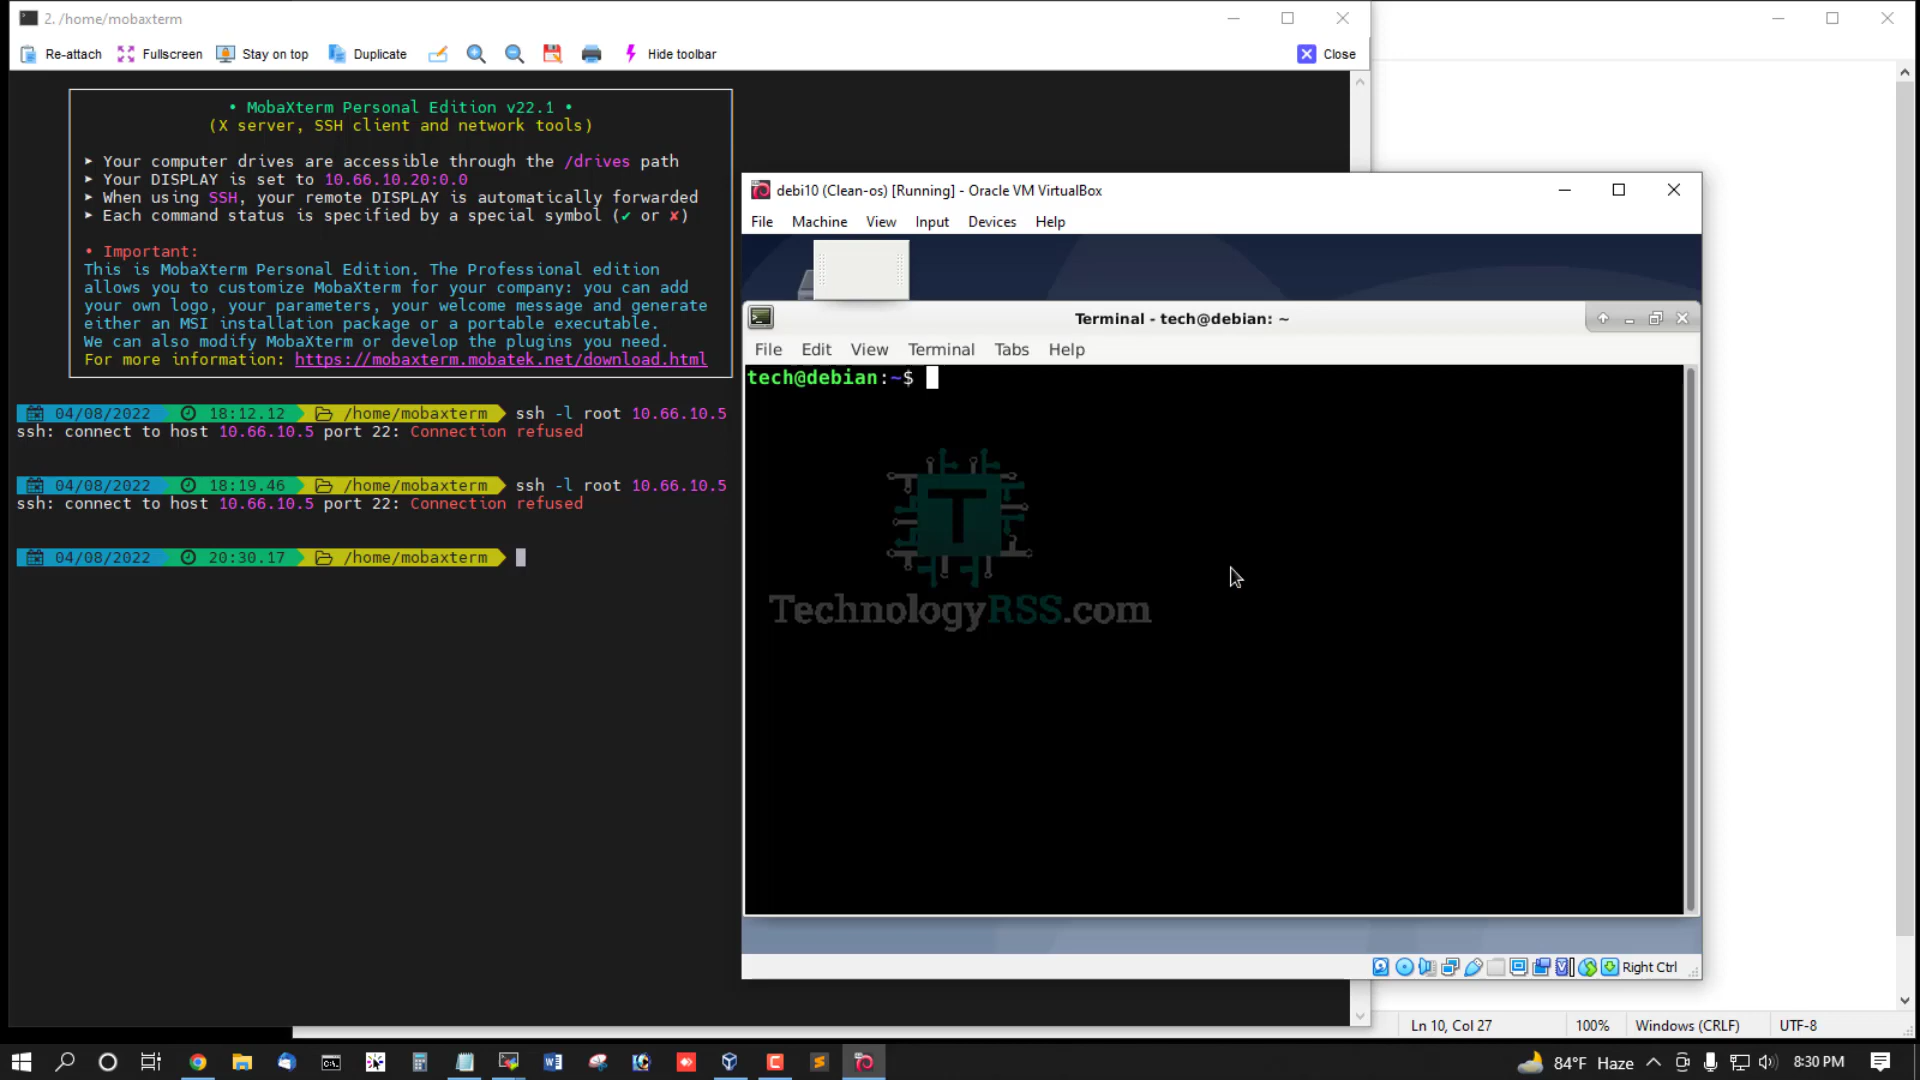 2. /home/mobaxterm
Re-attach Fullscreen Stay on top Duplicate Hide toolbar Close
• MobaXterm Personal Edition v22.1 •
(X server, SSH client and network tools)
➤ Your computer drives are accessible through the /drives path
➤ Your DISPLAY is set to 10.66.10.20:0.0
➤ When using SSH, your remote DISPLAY is automatically forwarded
➤ Each command status is specified by a special symbol (✔ or ✘)
• Important:
This is MobaXterm Personal Edition. The Professional edition
allows you to customize MobaXterm for your company: you can add
your own logo, your parameters, your welcome message and generate
either an MSI installation package or a portable executable.
We can also modify MobaXterm or develop the plugins you need.
For more information: https://mobaxterm.mobatek.net/download.html
04/08/2022 18:12.12 /home/mobaxterm ssh -l root 10.66.10.5
ssh: connect to host 10.66.10.5 port 22: Connection refused
04/08/2022 18:19.46 /home/mobaxterm ssh -l root 10.66.10.5
ssh: connect to host 10.66.10.5 port 22: Connection refused
04/08/2022 20:30.17 /home/mobaxterm
debi10 (Clean-os) [Running] - Oracle VM VirtualBox
File Machine View Input Devices Help
Terminal - tech@debian: ~
File Edit View Terminal Tabs Help
tech@debian:~$
T
TechnologyRSS.com
Right Ctrl
Ln 10, Col 27 100% Windows (CRLF) UTF-8
84°F Haze 8:30 PM